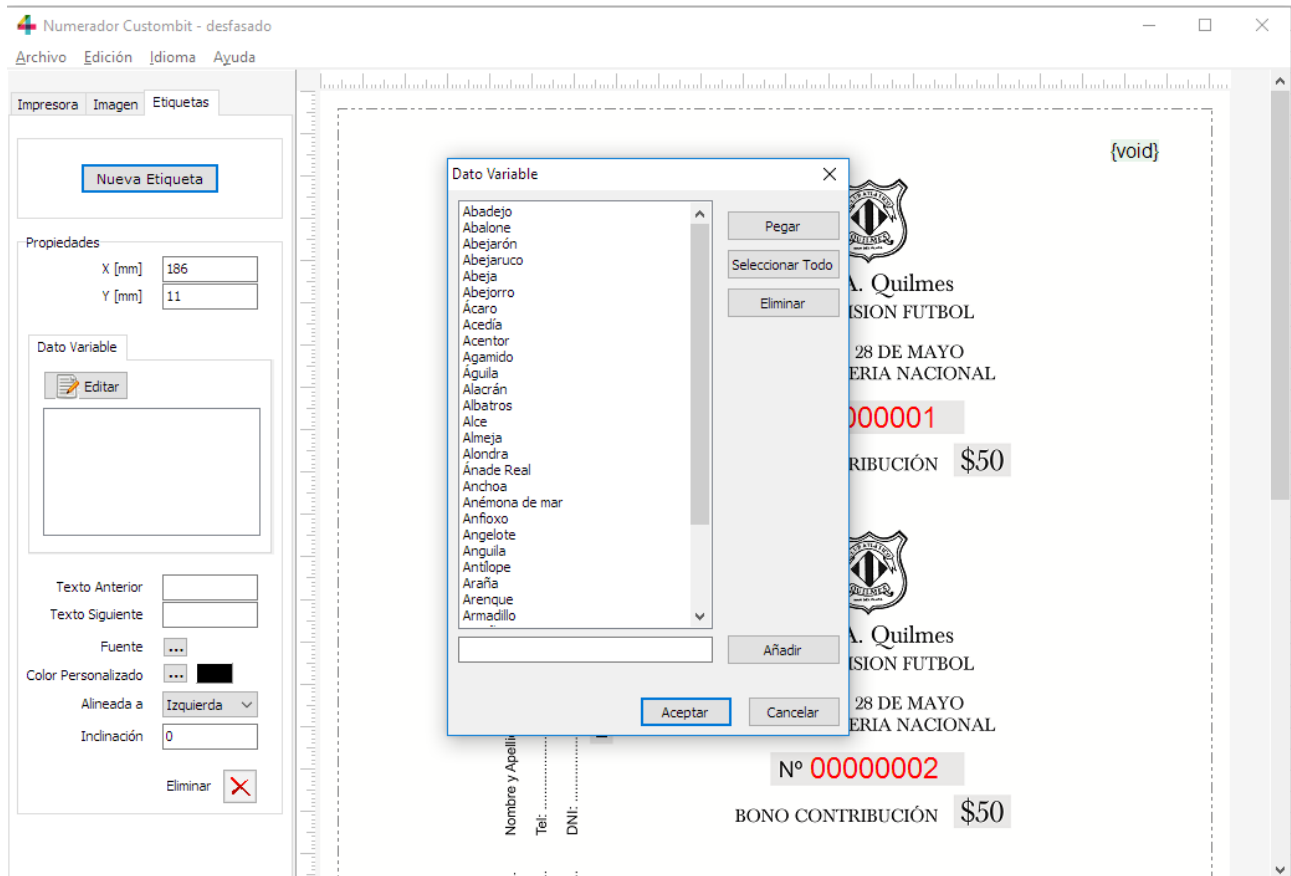 Numerador Custombit - desfasado
Archivo Edición Idioma Ayuda
Impresora Imagen Etiquetas
Nueva Etiqueta
Propiedades
X [mm] 186
Y [mm] 11
Dato Variable
Editar
Texto Anterior
Texto Siguiente
Fuente ...
Color Personalizado ...
Alineada a Izquierda
Inclinación 0
Eliminar
Dato Variable
Abadejo
Abalone
Abejarón
Abejaruco
Abeja
Abejorro
Ácaro
Acedía
Acentor
Agamido
Águila
Alacrán
Albatros
Alce
Almeja
Alondra
Ánade Real
Anchoa
Anémona de mar
Anfioxo
Angelote
Anguila
Antílope
Araña
Arenque
Armadillo
Pegar
Seleccionar Todo
Eliminar
Añadir
Aceptar Cancelar
{void}
QUILMES
A. Quilmes
ISION FUTBOL
28 DE MAYO
ERIA NACIONAL
000001
RIBUCIÓN $50
QUILMES
A. Quilmes
ISION FUTBOL
28 DE MAYO
ERIA NACIONAL
Nº 00000002
BONO CONTRIBUCIÓN $50
Nombre y Apelli
Tel: ..............
DNI: ..............